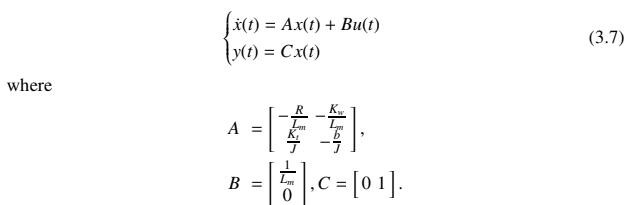 {ẋ(t) = Ax(t) + Bu(t)
y(t) = Cx(t) (3.7)
where
A = [ -R/L_m -K_w/L_m
K_t/J -b/J ],
B = [ 1/L_m
0 ], C = [ 0 1 ].